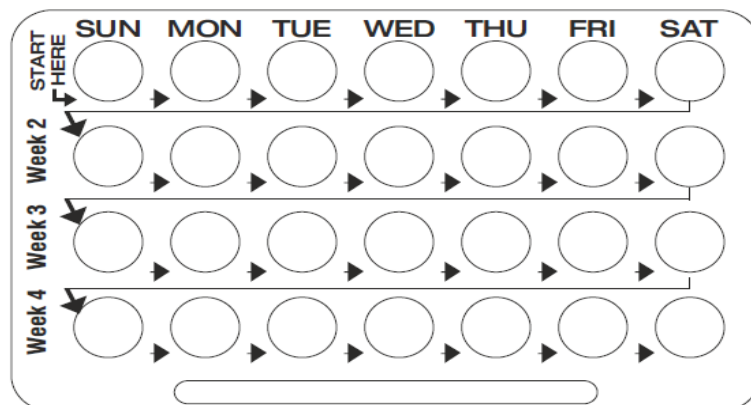 SUN MON TUE WED THU FRI SAT
START
HERE
Week 2
Week 3
Week 4